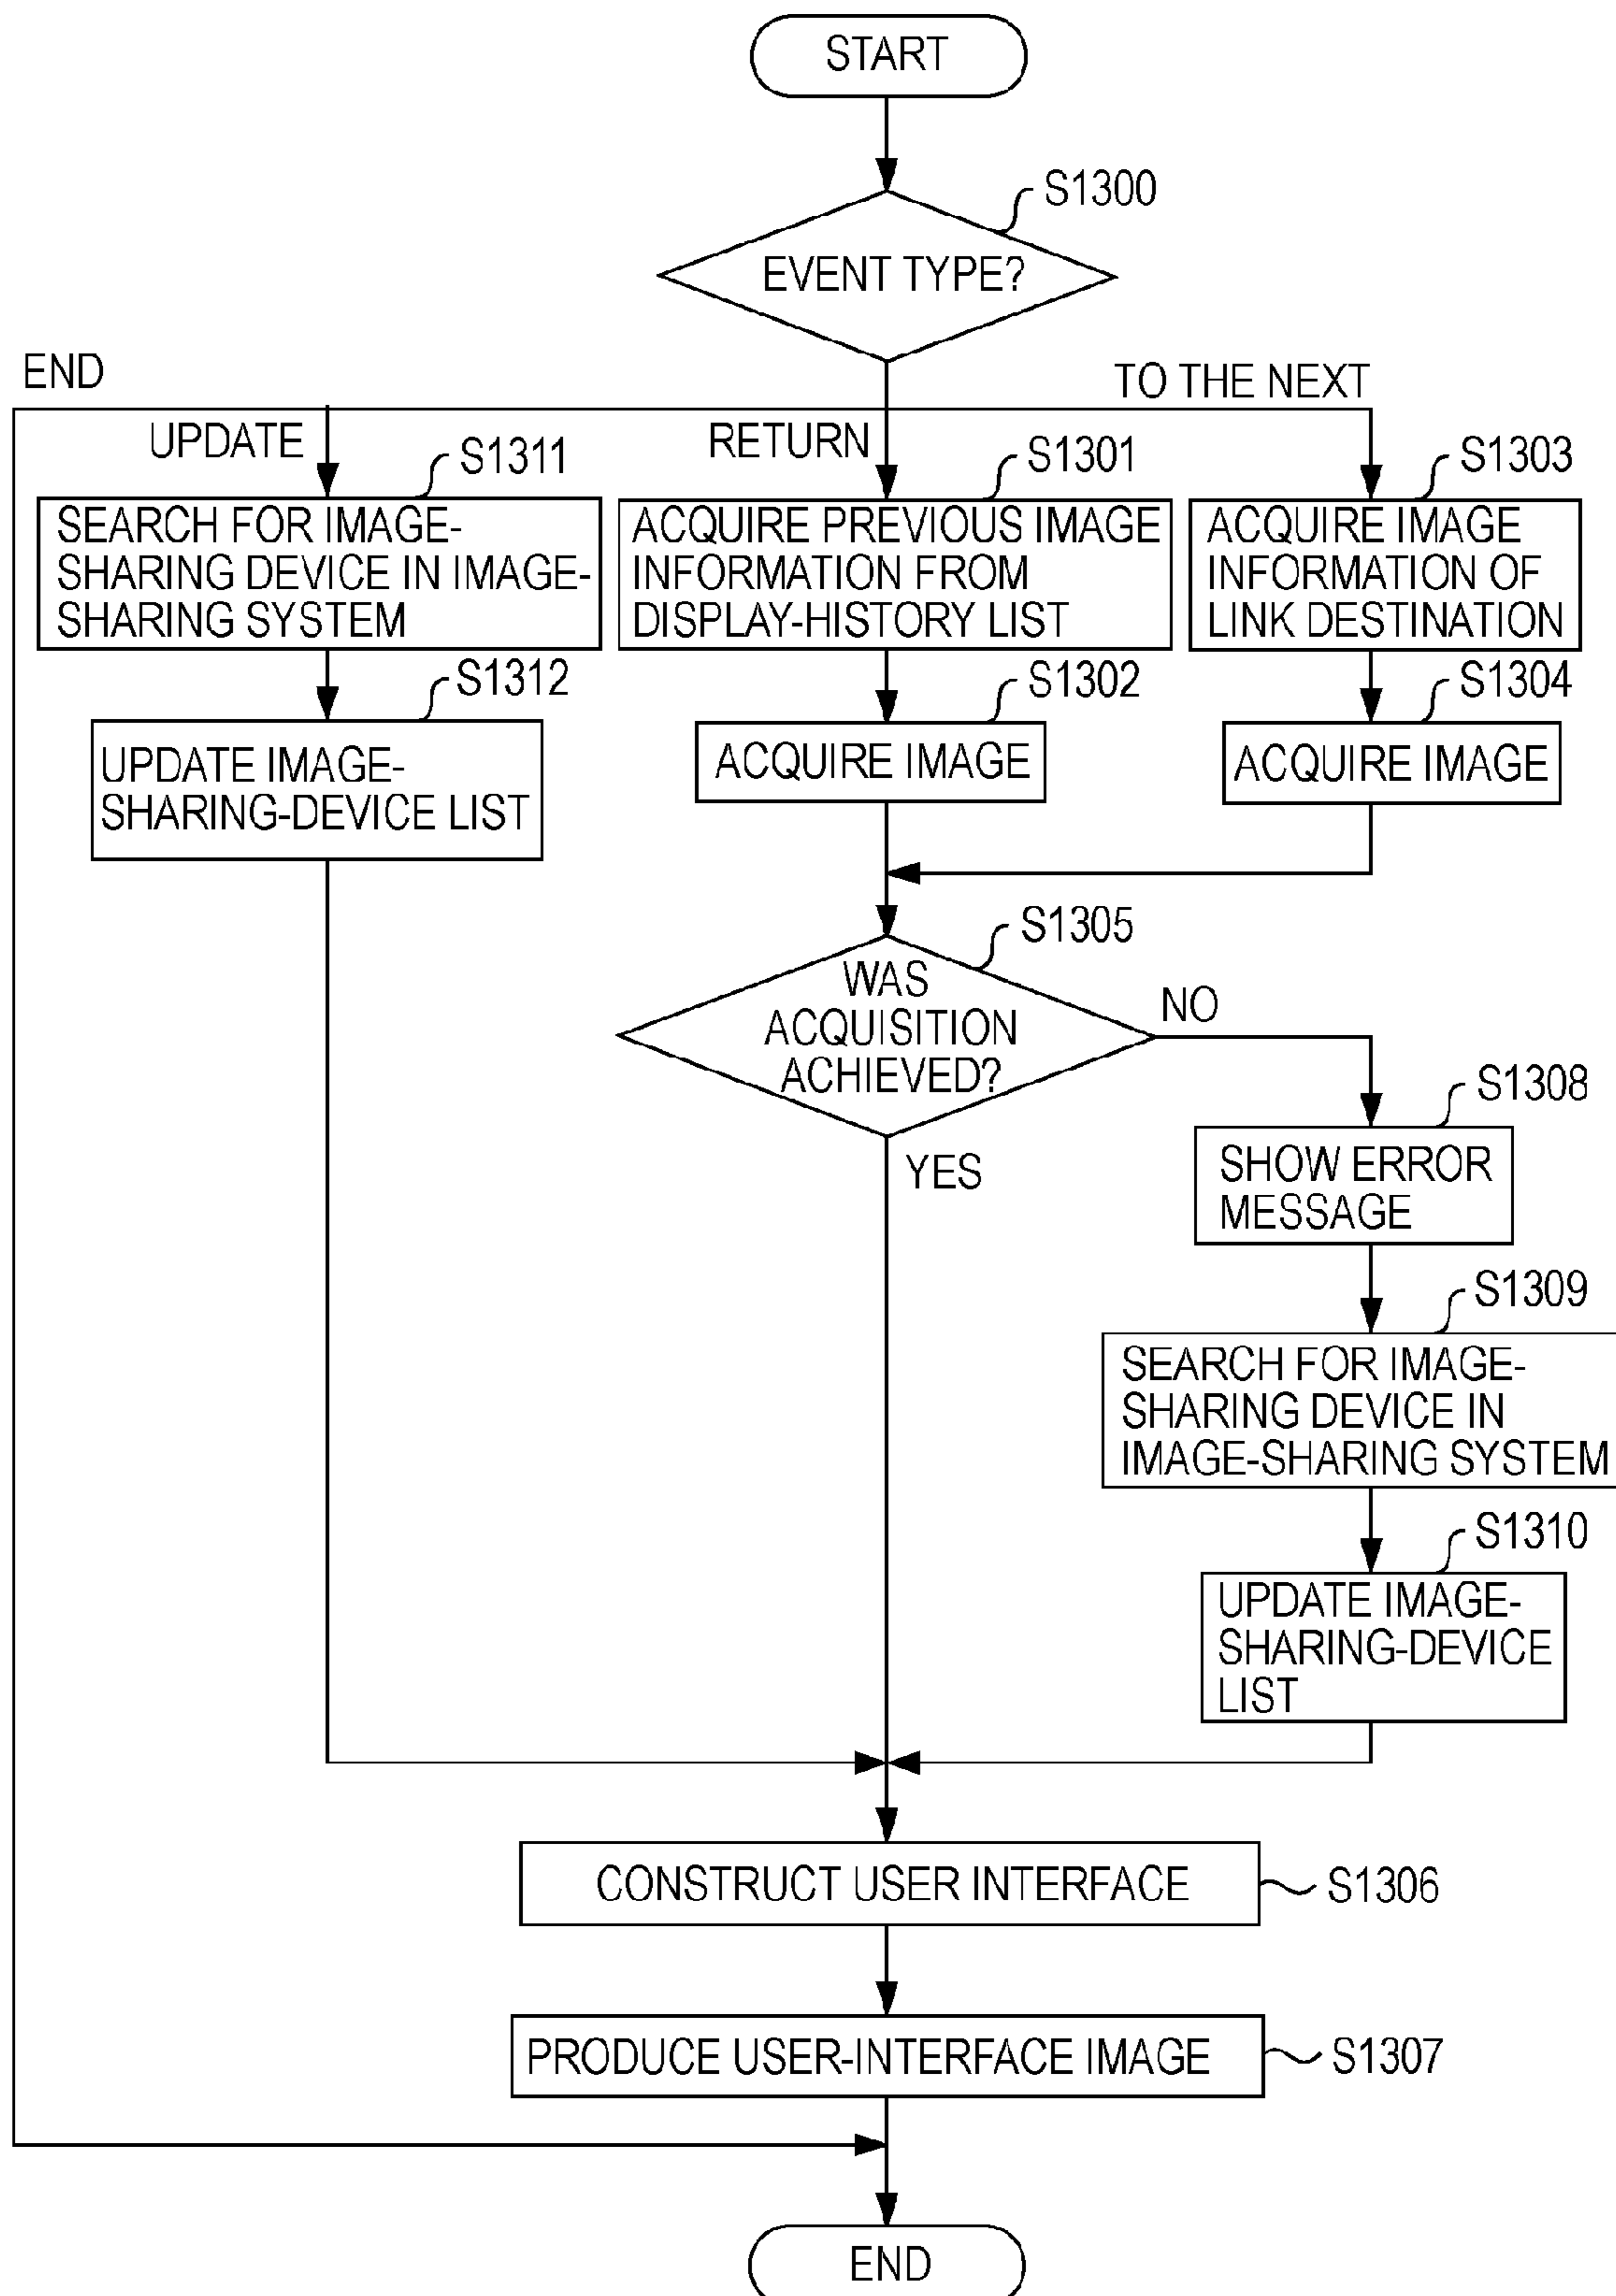 START
S1300
EVENT TYPE?
END
TO THE NEXT
UPDATE
RETURN
S1311
S1301
S1303
SEARCH FOR IMAGE-
SHARING DEVICE IN IMAGE-
SHARING SYSTEM
ACQUIRE PREVIOUS IMAGE
INFORMATION FROM
DISPLAY-HISTORY LIST
ACQUIRE IMAGE
INFORMATION OF
LINK DESTINATION
S1312
S1302
S1304
UPDATE IMAGE-
SHARING-DEVICE LIST
ACQUIRE IMAGE
ACQUIRE IMAGE
S1305
WAS
ACQUISITION
ACHIEVED?
NO
YES
S1308
SHOW ERROR
MESSAGE
S1309
SEARCH FOR IMAGE-
SHARING DEVICE IN
IMAGE-SHARING SYSTEM
S1310
UPDATE IMAGE-
SHARING-DEVICE
LIST
CONSTRUCT USER INTERFACE
S1306
PRODUCE USER-INTERFACE IMAGE
S1307
END